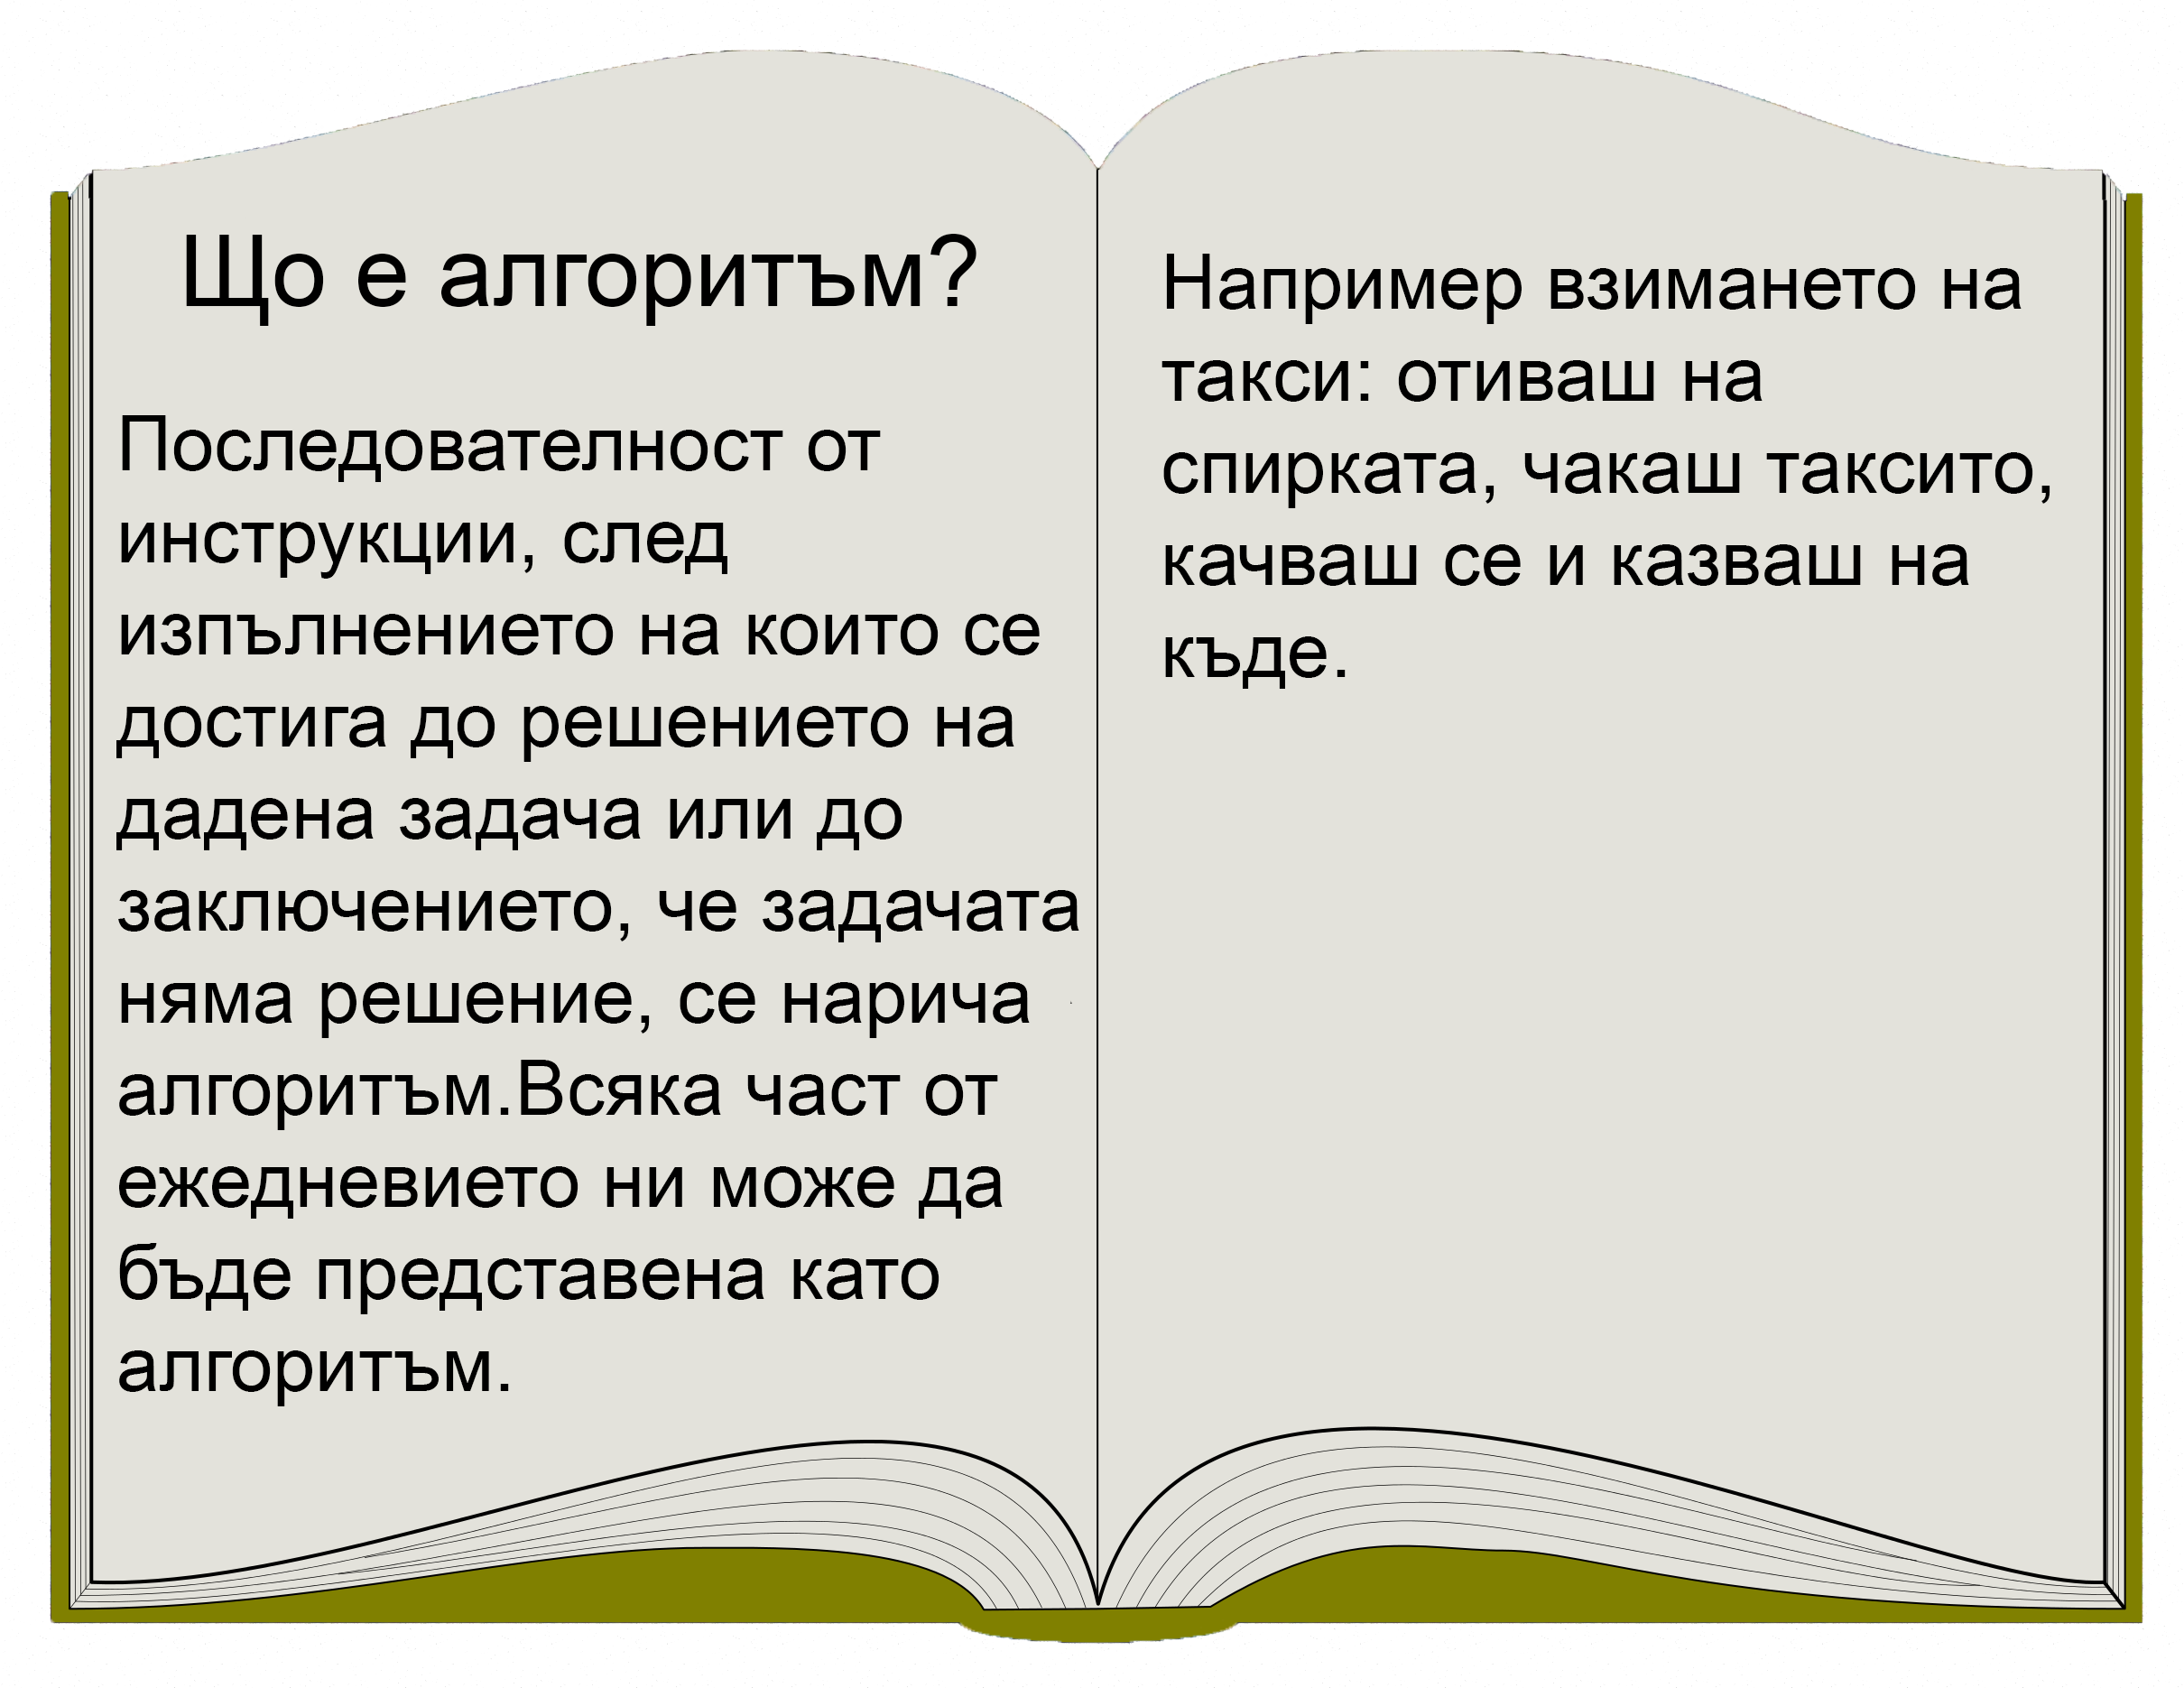 Що е алгоритъм?
Последователност от
инструкции, след
изпълнението на които се
достига до решението на
дадена задача или до
заключението, че задачата
няма решение, се нарича
алгоритъм.Всяка част от
ежедневието ни може да
бъде представена като
алгоритъм.
Например взимането на
такси: отиваш на
спирката, чакаш таксито,
качваш се и казваш на
къде.